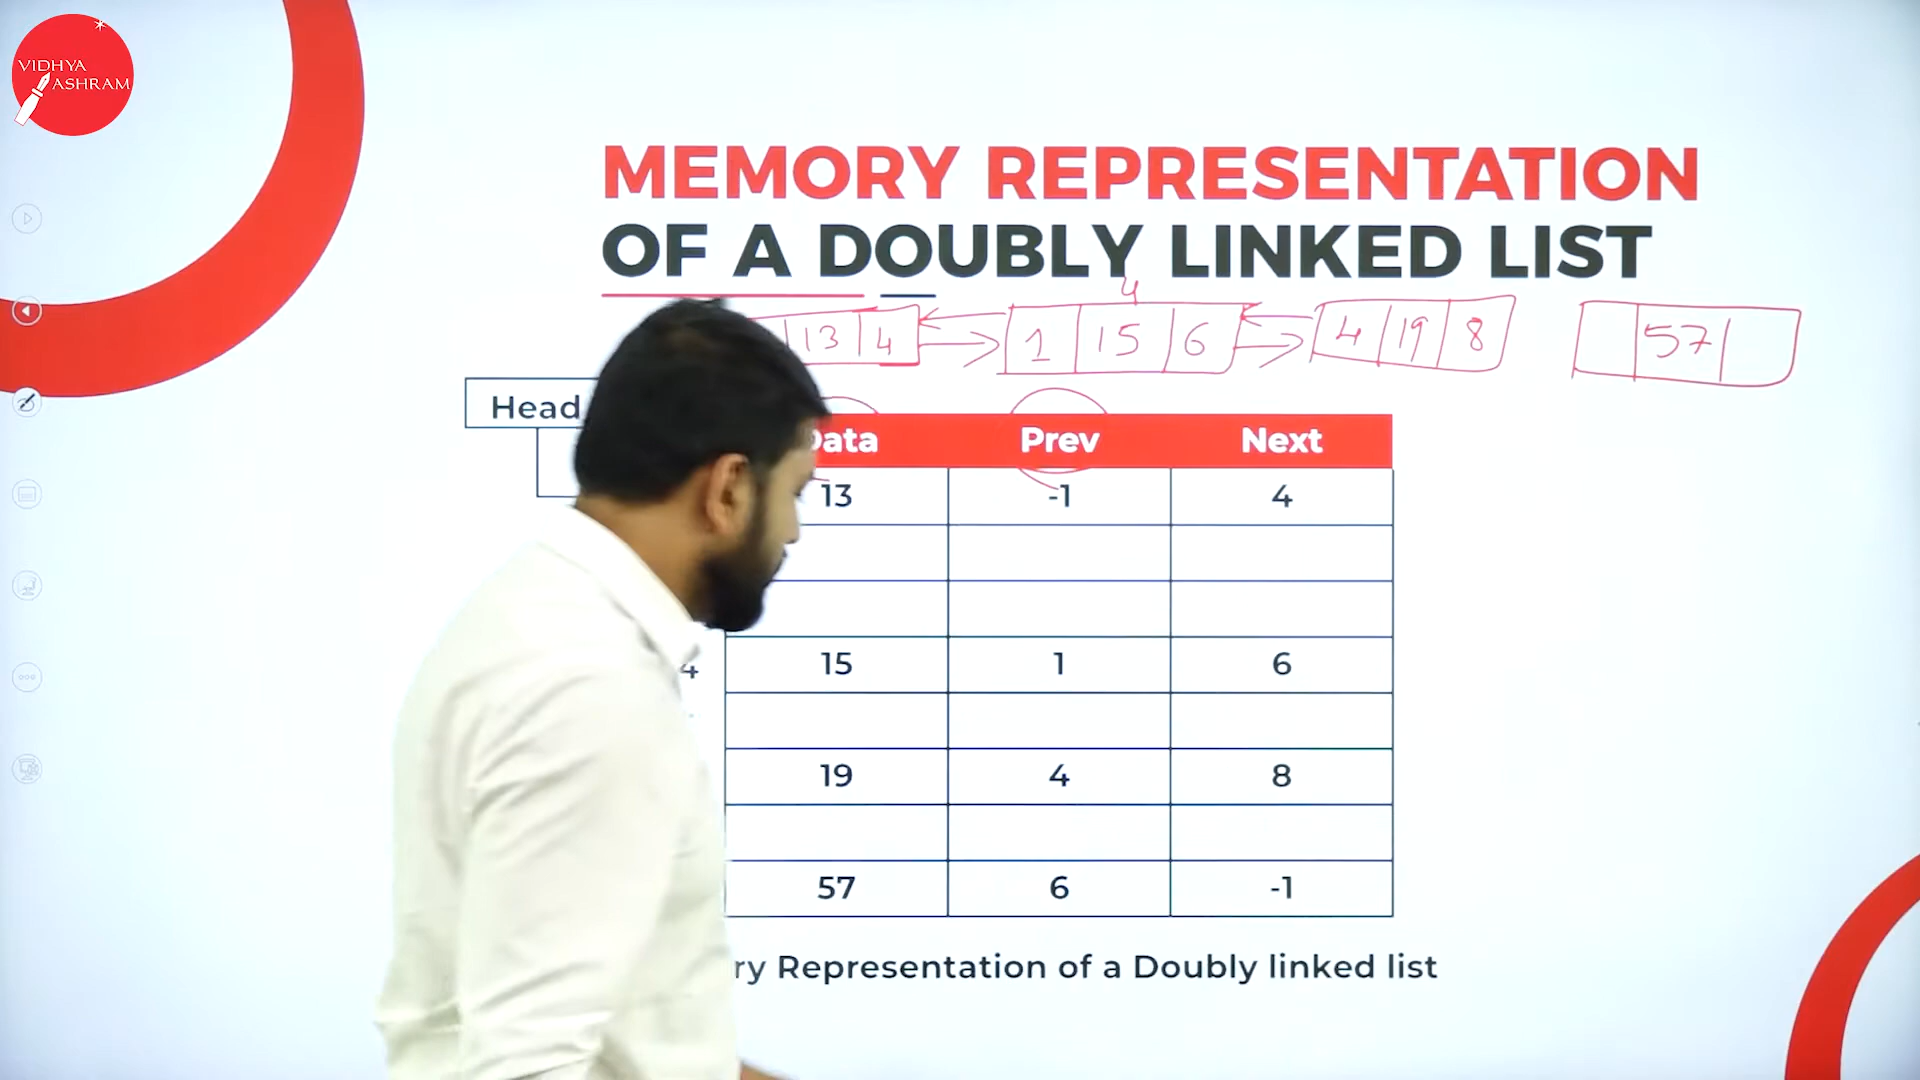 VIDHYA
ASHRAM
MEMORY REPRESENTATION
OF A DOUBLY LINKED LIST
4
13 4 1 15 6 4 19 8 57
Head
Data Prev Next
13 -1 4
4 15 1 6
19 4 8
57 6 -1
Representation of a Doubly linked list